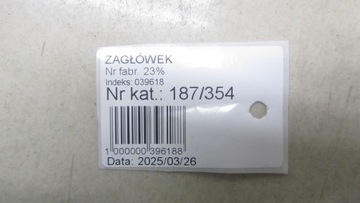 ZAGŁÓWEK
Nr fabr. 23%
Indeks: 039618
Nr kat.: 187/354
1 000000 396188
Data: 2025/03/26